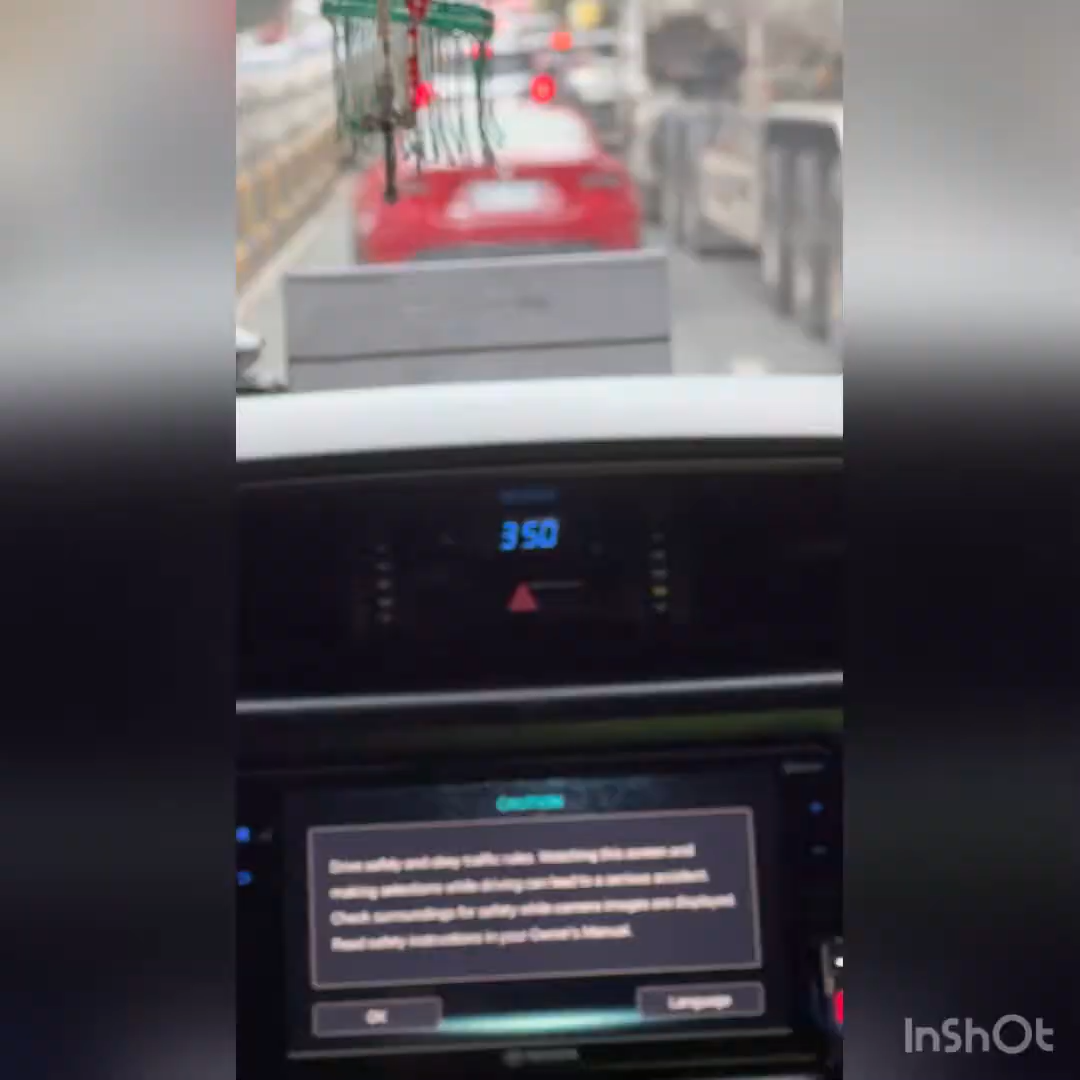 350
CAUTION
Drive safely and obey traffic rules. Watching this screen and
making selections while driving can lead to a serious accident.
Check surroundings for safety while camera images are displayed.
Read safety instructions in your Owner's Manual.
OK
Language
InShOt